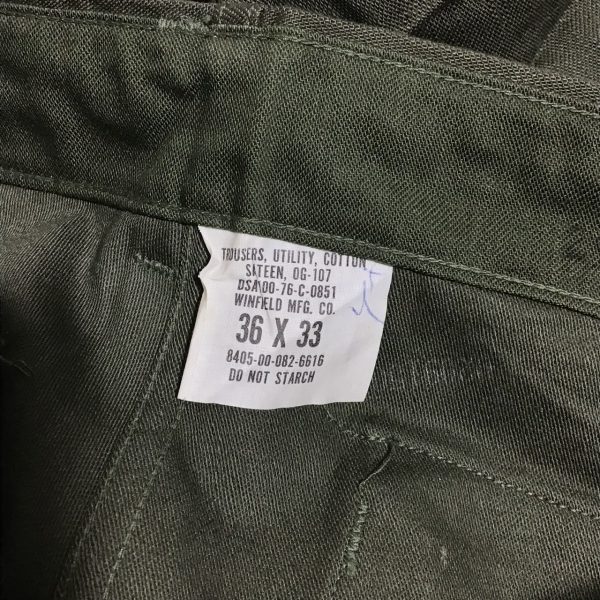 TROUSERS, UTILITY, COTTON
SATEEN, OG-107
DSA100-76-C-0851
WINFIELD MFG. CO.
36 X 33
8405-00-082-6616
DO NOT STARCH